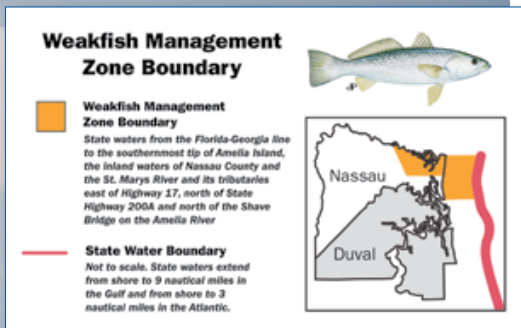 Weakfish Management
Zone Boundary
Weakfish Management
Zone Boundary
State waters from the Florida-Georgia line
to the southernmost tip of Amelia Island,
the inland waters of Nassau County and
the St. Marys River and its tributaries
east of Highway 17, north of State
Highway 200A and north of the Shave
Bridge on the Amelia River
State Water Boundary
Not to scale. State waters extend
from shore to 9 nautical miles in
the Gulf and from shore to 3
nautical miles in the Atlantic.
Nassau
Duval